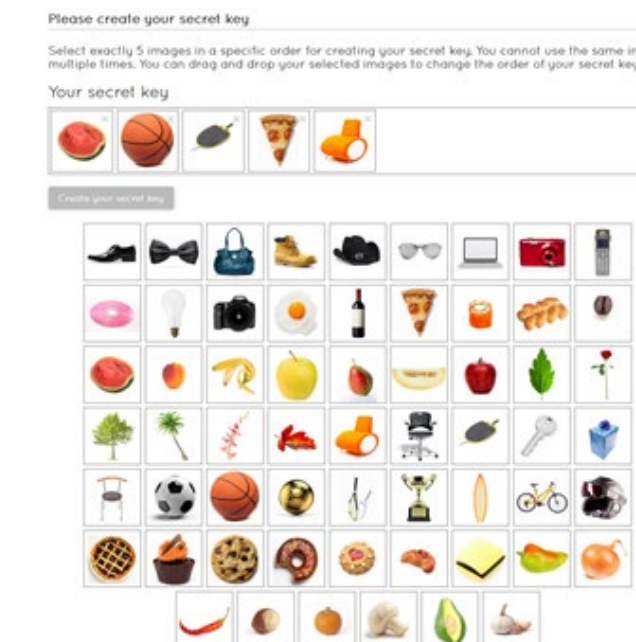 Please create your secret key
Select exactly 5 images in a specific order for creating your secret key. You cannot use the same
multiple times. You can drag and drop your selected images to change the order of your secret key
Your secret key
Create your secret key